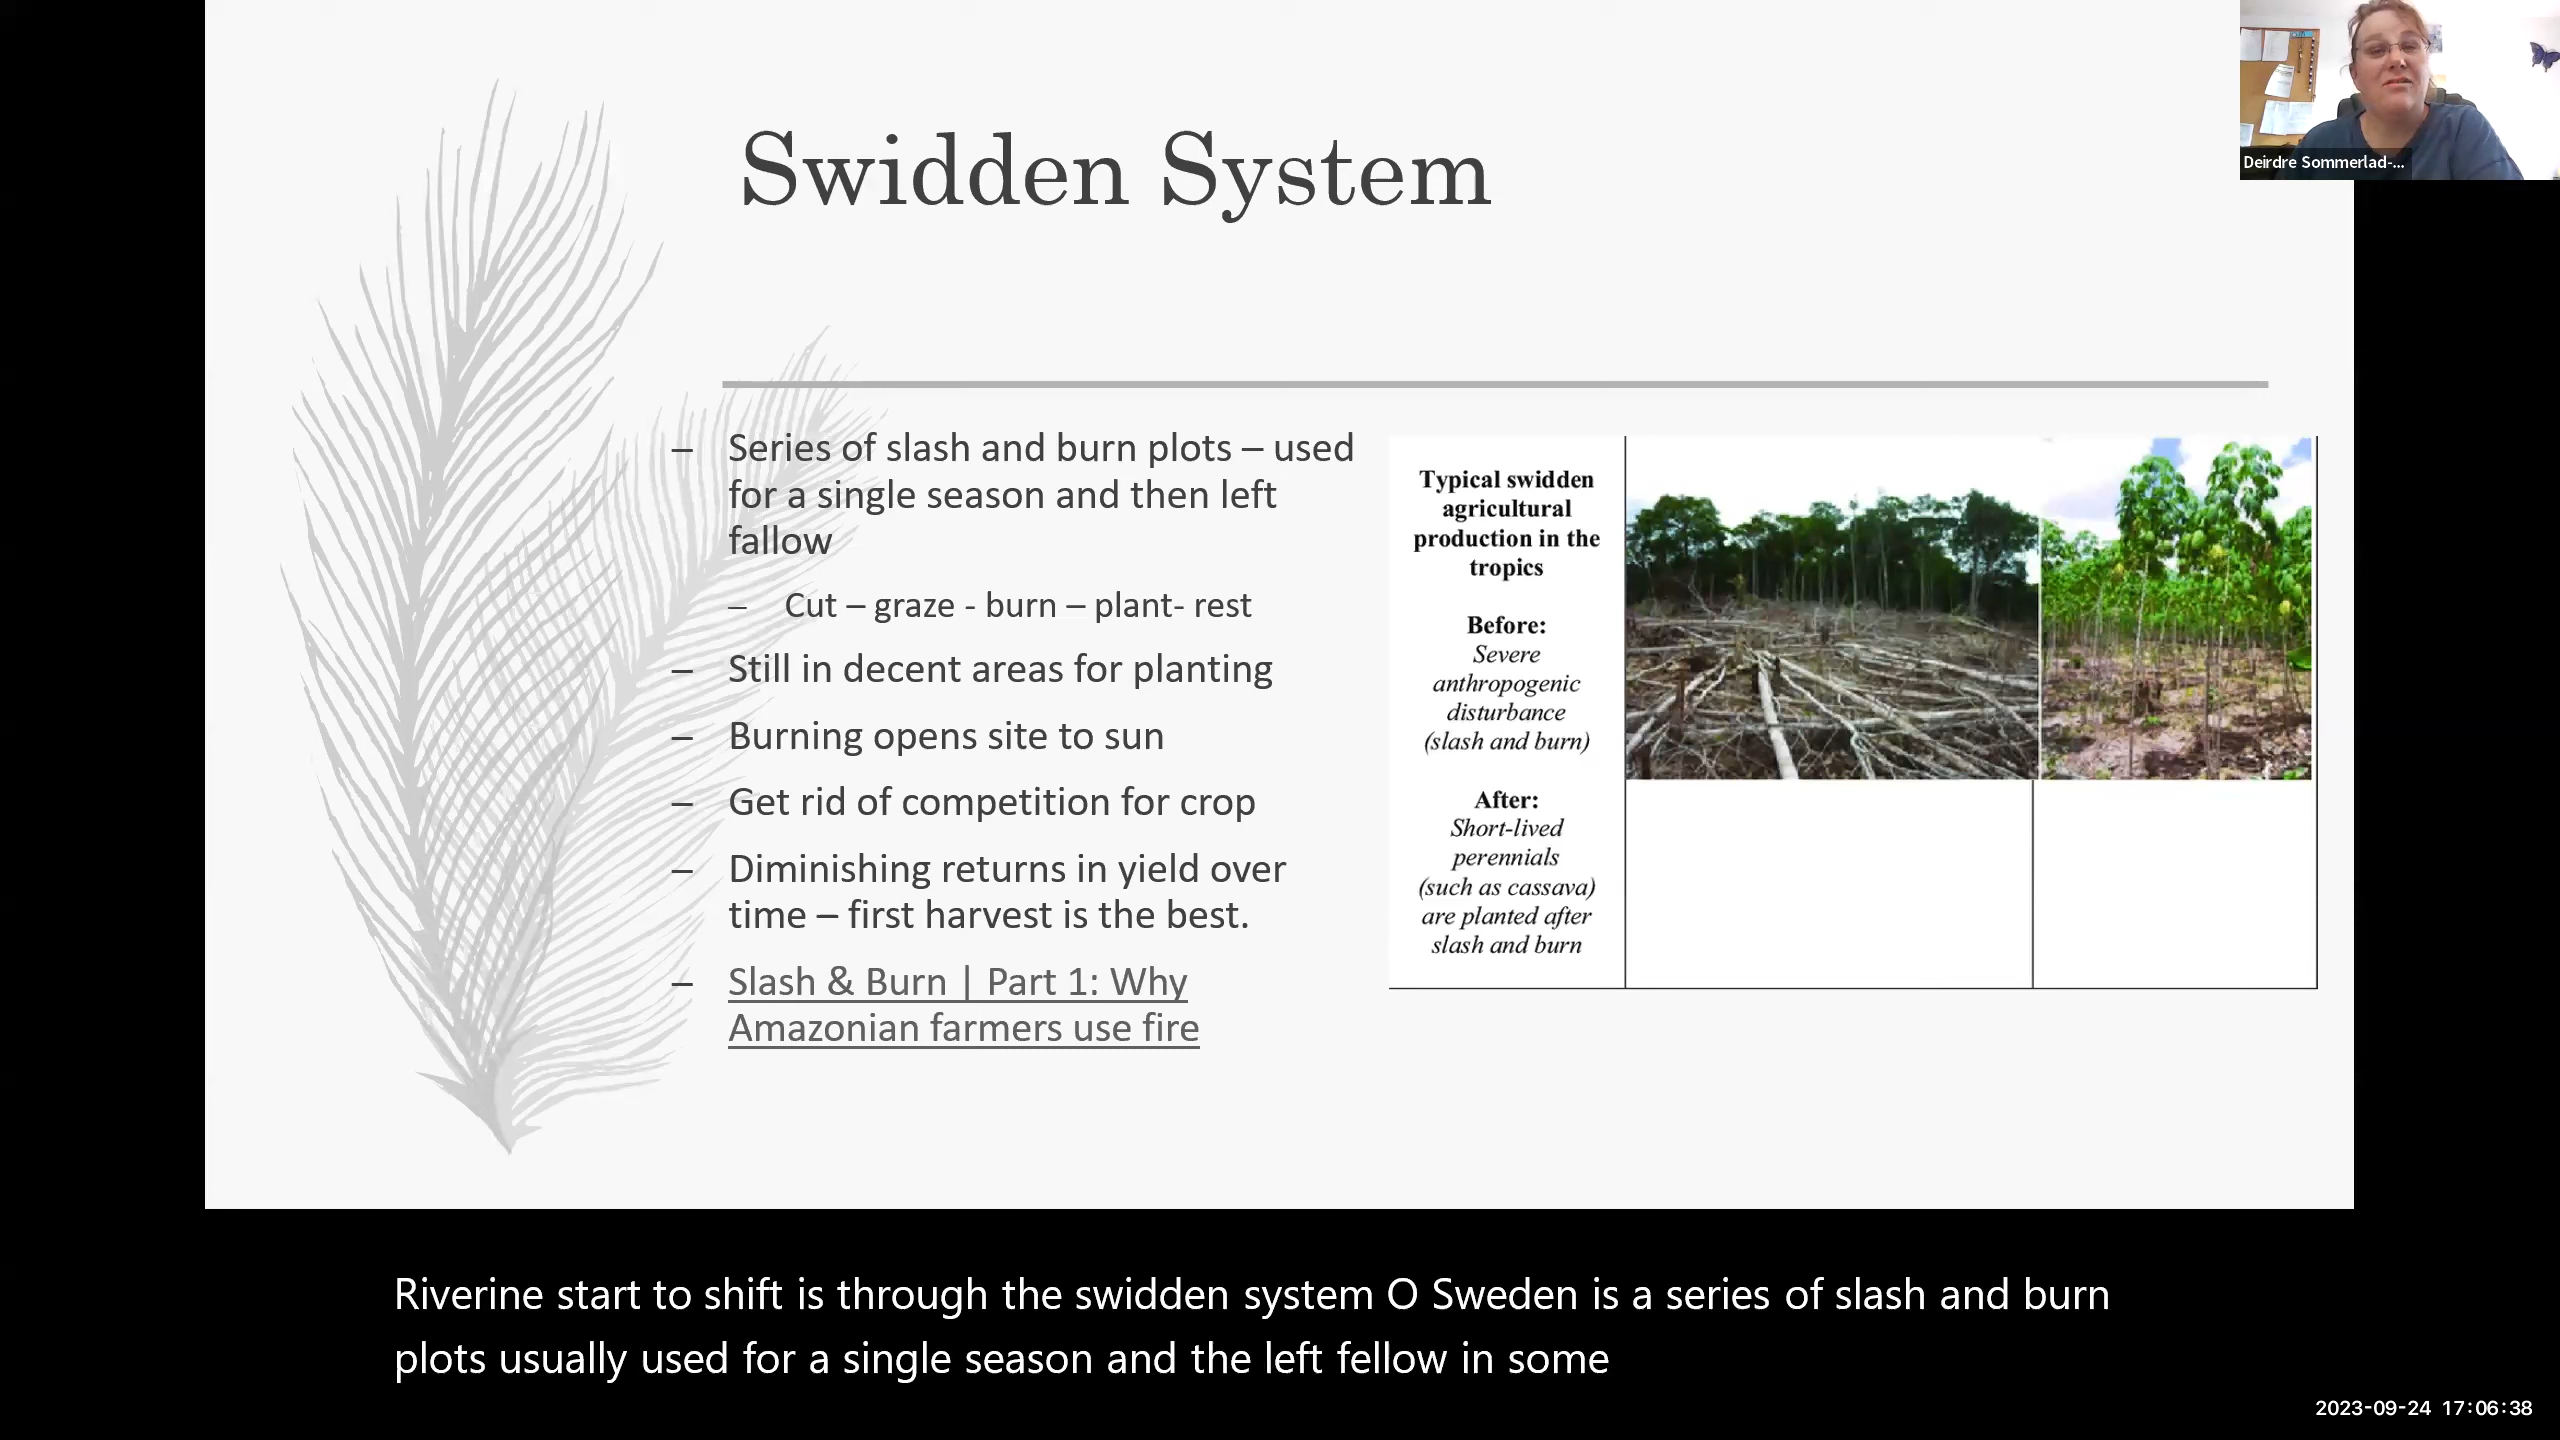 Swidden System
Deirdre Sommerlad-...
– Series of slash and burn plots – used
for a single season and then left
fallow
– Cut – graze - burn – plant- rest
– Still in decent areas for planting
– Burning opens site to sun
– Get rid of competition for crop
– Diminishing returns in yield over
time – first harvest is the best.
– Slash & Burn | Part 1: Why
Amazonian farmers use fire
Typical swidden
agricultural
production in the
tropics
Before:
Severe
anthropogenic
disturbance
(slash and burn)
After:
Short-lived
perennials
(such as cassava)
are planted after
slash and burn
Riverine start to shift is through the swidden system O Sweden is a series of slash and burn
plots usually used for a single season and the left fellow in some
2023-09-24 17:06:38